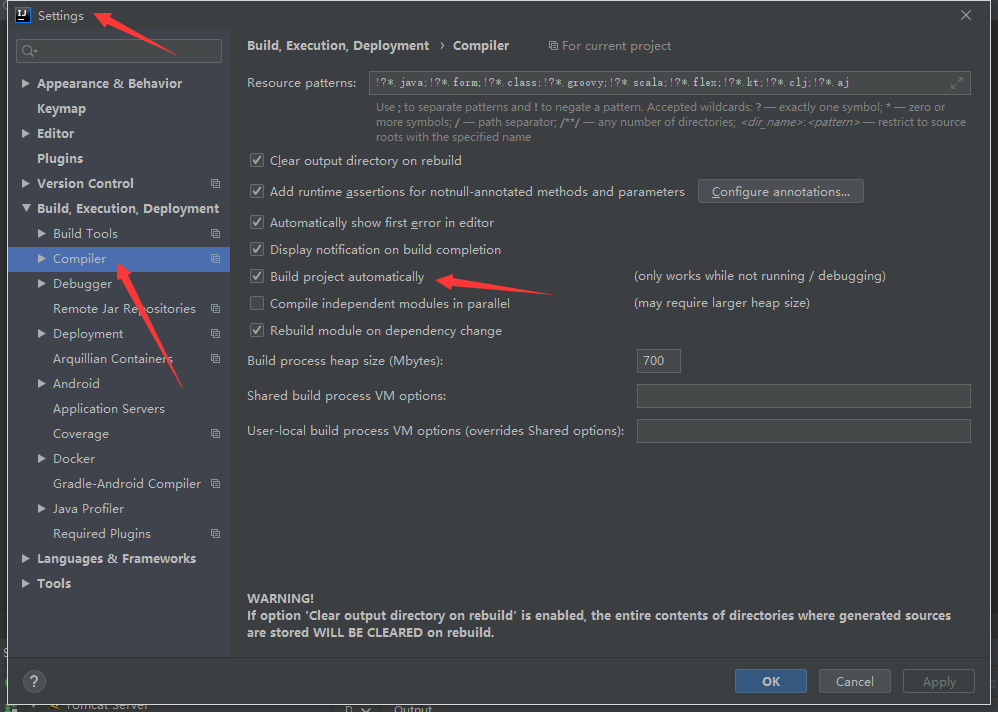 Settings
Appearance & Behavior
Keymap
Editor
Plugins
Version Control
Build, Execution, Deployment
Build Tools
Compiler
Debugger
Remote Jar Repositories
Deployment
Arquillian Containers
Android
Application Servers
Coverage
Docker
Gradle-Android Compiler
Java Profiler
Required Plugins
Languages & Frameworks
Tools
Build, Execution, Deployment › Compiler For current project
Resource patterns: !?*.java;!?*.form;!?*.class;!?*.groovy;!?*.scala;!?*.flex;!?*.kt;!?*.clj;!?*.aj
Use ; to separate patterns and ! to negate a pattern. Accepted wildcards: ? — exactly one symbol; * — zero or
more symbols; / — path separator; /**/ — any number of directories; <dir_name>:<pattern> — restrict to source
roots with the specified name
Clear output directory on rebuild
Add runtime assertions for notnull-annotated methods and parameters Configure annotations...
Automatically show first error in editor
Display notification on build completion
Build project automatically (only works while not running / debugging)
Compile independent modules in parallel (may require larger heap size)
Rebuild module on dependency change
Build process heap size (Mbytes): 700
Shared build process VM options:
User-local build process VM options (overrides Shared options):
WARNING!
If option 'Clear output directory on rebuild' is enabled, the entire contents of directories where generated sources
are stored WILL BE CLEARED on rebuild.
? OK Cancel Apply
Tomcat Server Output